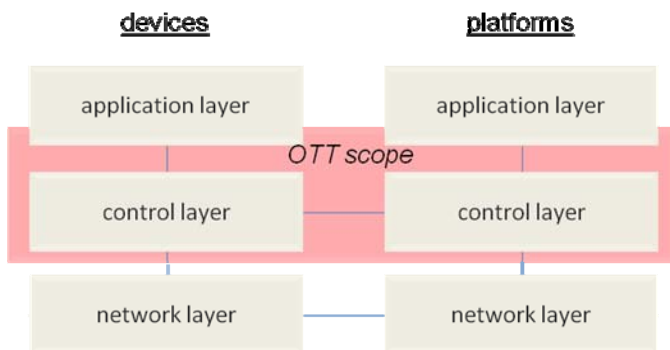 devices platforms
application layer application layer
OTT scope
control layer control layer
network layer network layer